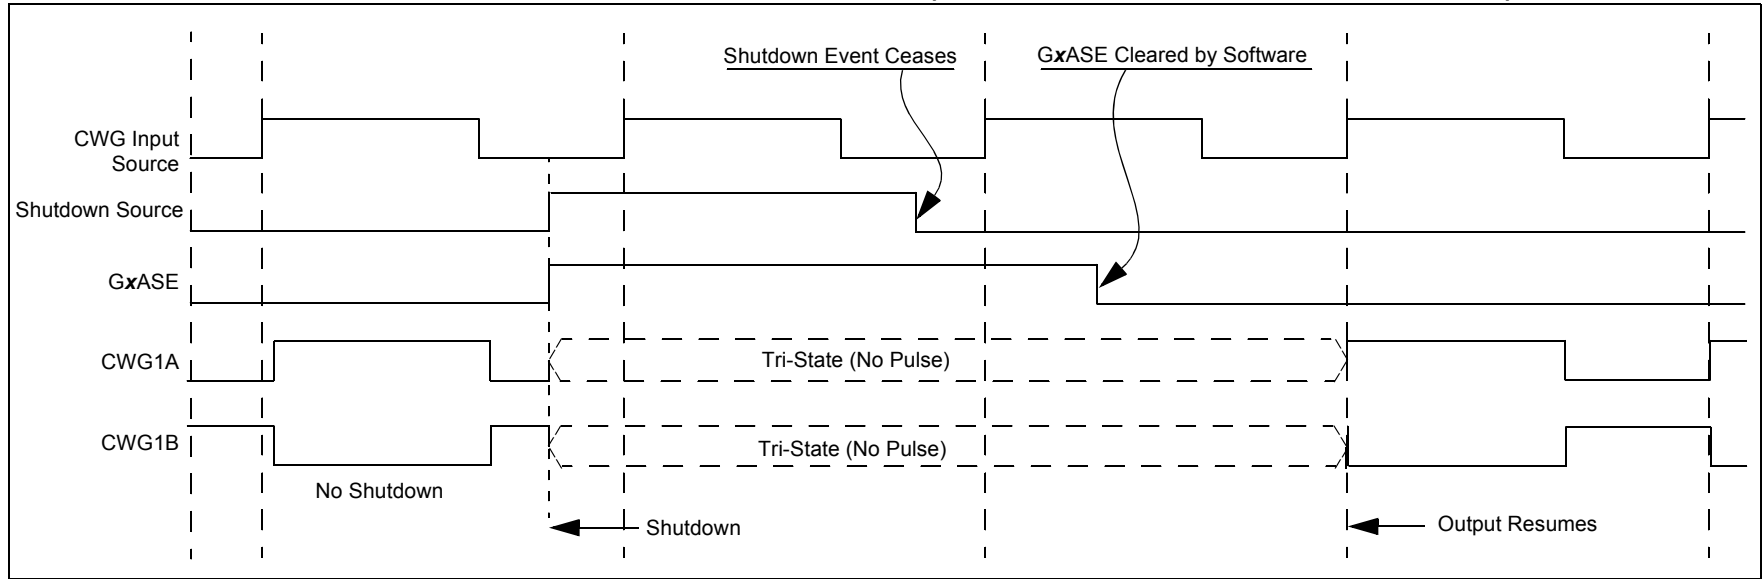 Shutdown Event Ceases
GxASE Cleared by Software
CWG Input
Source
Shutdown Source
GxASE
CWG1A
Tri-State (No Pulse)
CWG1B
Tri-State (No Pulse)
No Shutdown
Shutdown
Output Resumes